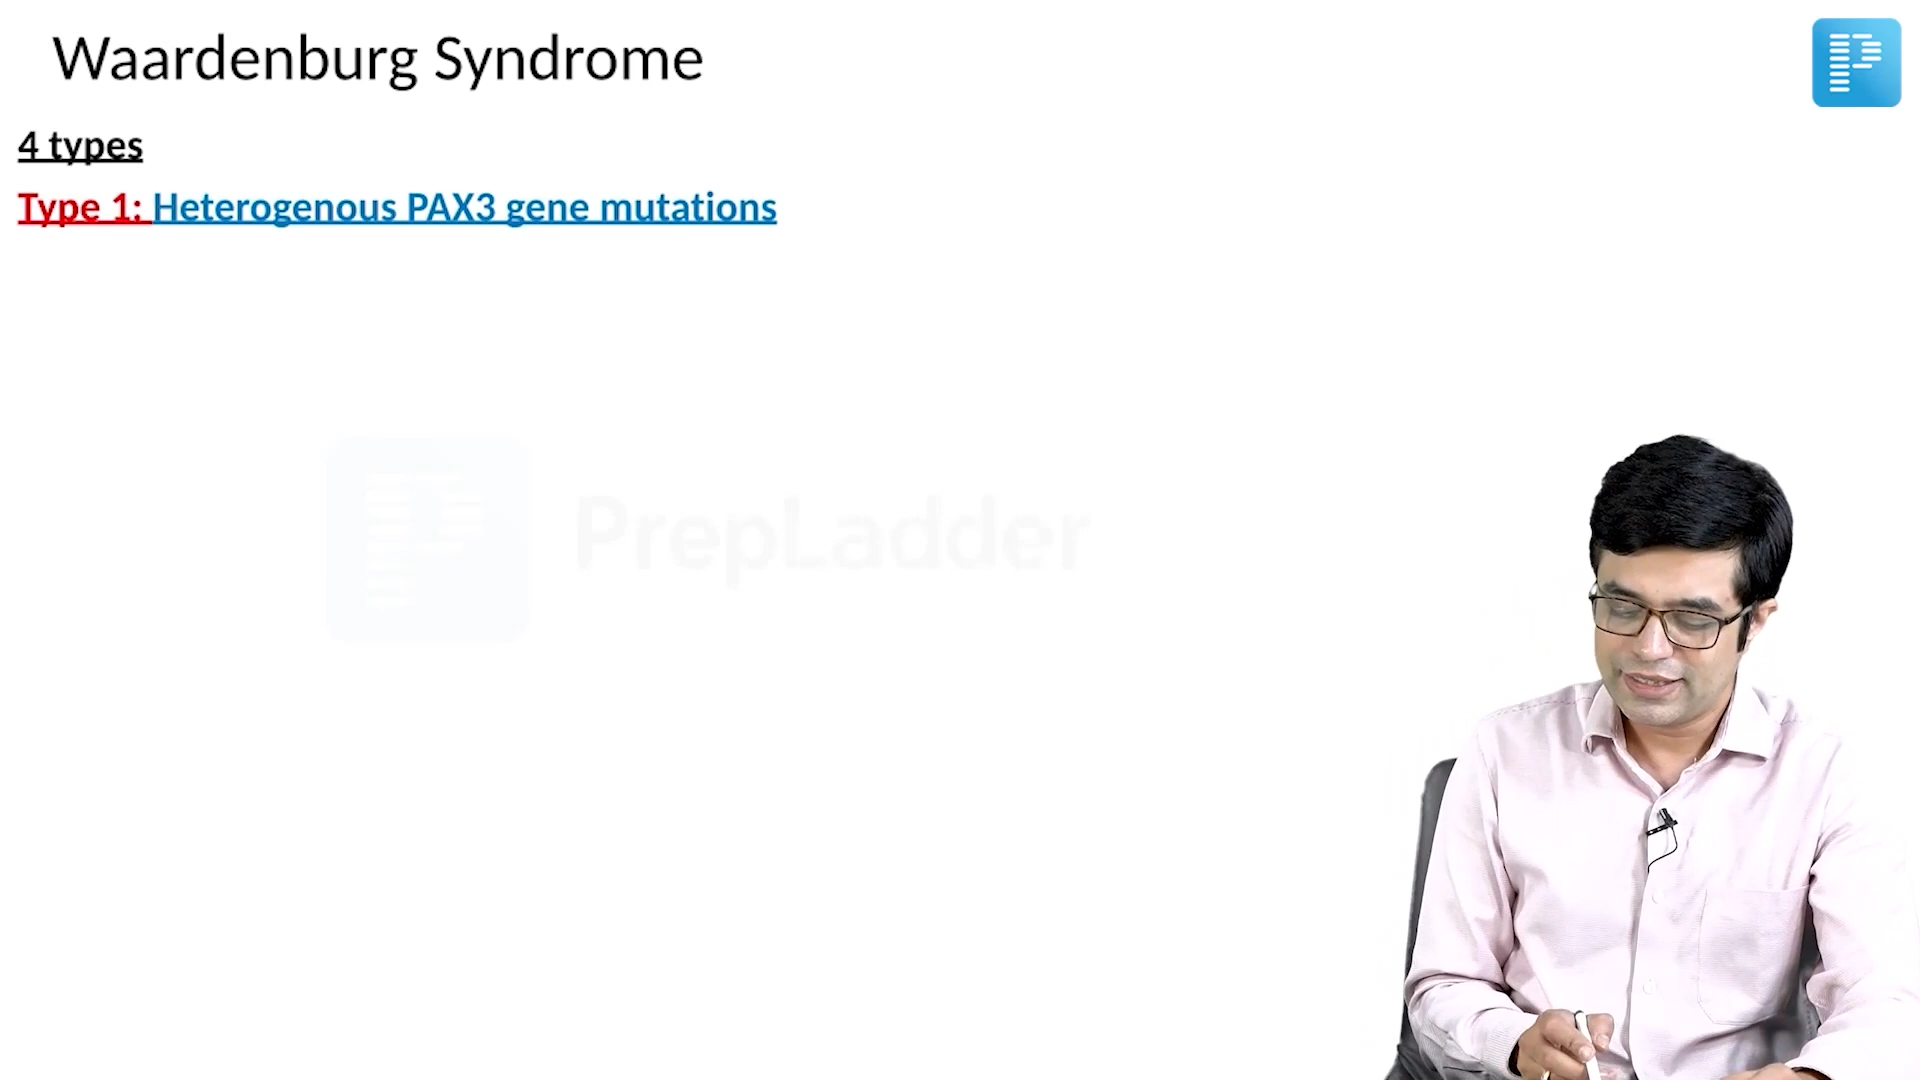 Waardenburg Syndrome
4 types
Type 1: Heterogenous PAX3 gene mutations
PrepLadder